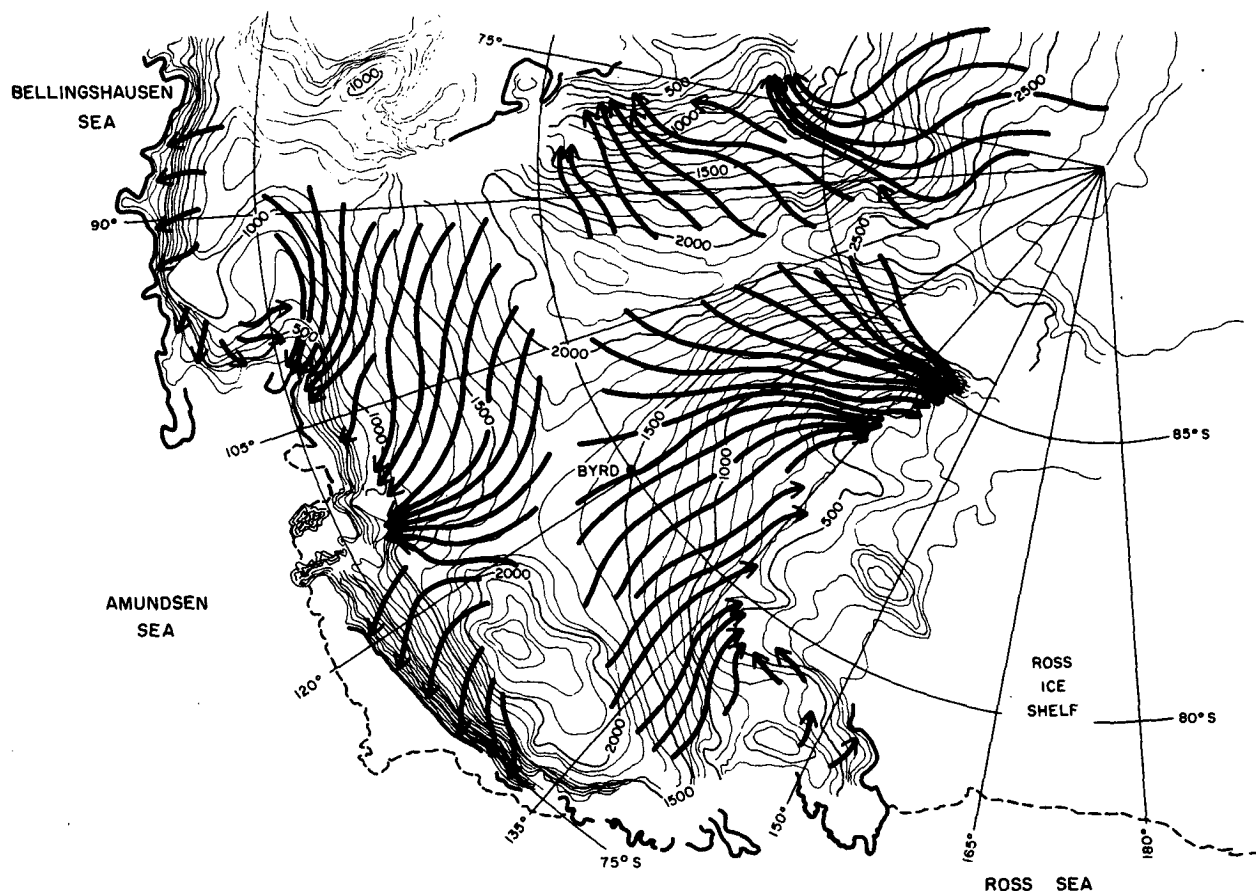 75°
BELLINGSHAUSEN
SEA
1000
500
1000
2500
1500
90°
1000
2000
2500
500
2000
105°
1000
1500
1500
85° S
BYRD
1000
500
AMUNDSEN
SEA
2000
120°
ROSS
ICE
SHELF
80° S
2000
1500
135°
150°
75° S
165°
180°
ROSS SEA